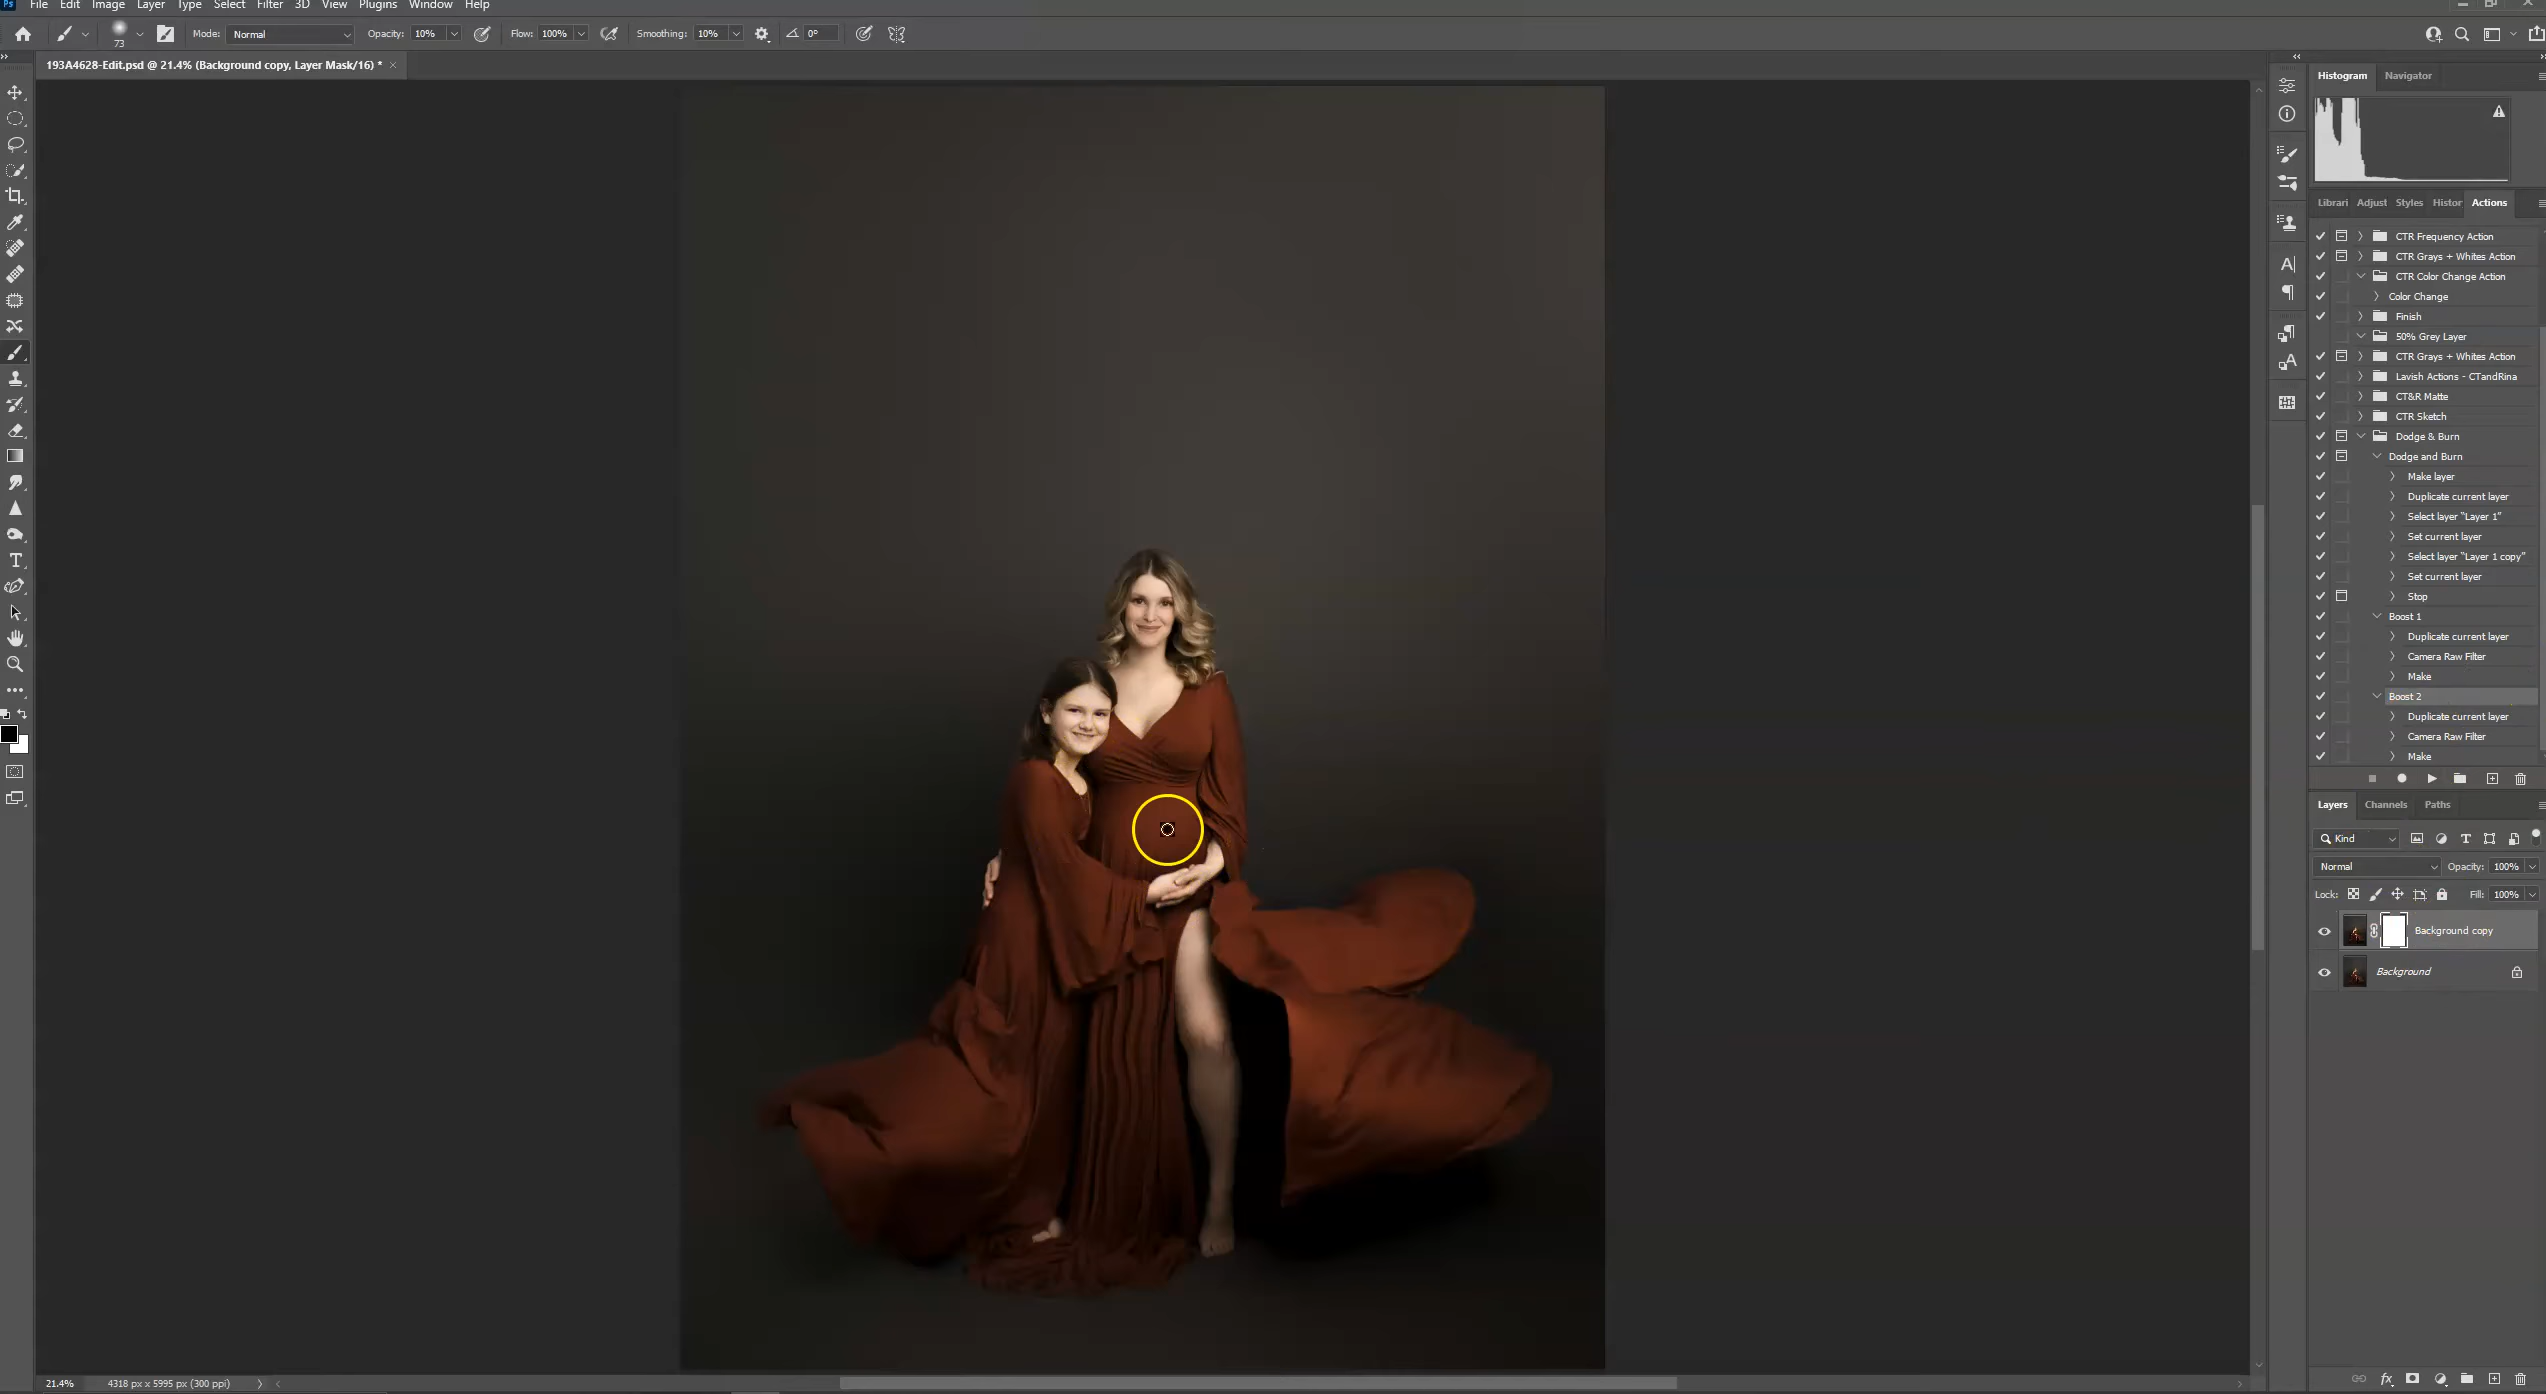 Ps File Edit Image Layer Type Select Filter 3D View Plugins Window Help
73 Mode: Normal Opacity: 10% Flow: 100% Smoothing: 10% 0°
193A4628-Edit.psd @ 21.4% (Background copy, Layer Mask/16) * ×
Histogram Navigator
Librari Adjust Styles Histor Actions
CTR Frequency Action
CTR Grays + Whites Action
CTR Color Change Action
Color Change
Finish
50% Grey Layer
CTR Grays + Whites Action
Lavish Actions - CTandRina
CT&R Matte
CTR Sketch
Dodge & Burn
Dodge and Burn
Make layer
Duplicate current layer
Select layer "Layer 1"
Set current layer
Select layer "Layer 1 copy"
Set current layer
Stop
Boost 1
Duplicate current layer
Camera Raw Filter
Make
Boost 2
Duplicate current layer
Camera Raw Filter
Make
Layers Channels Paths
Kind
Normal Opacity: 100%
Lock: Fill: 100%
Background copy
Background
fx
21.4% 4318 px x 5995 px (300 ppi)